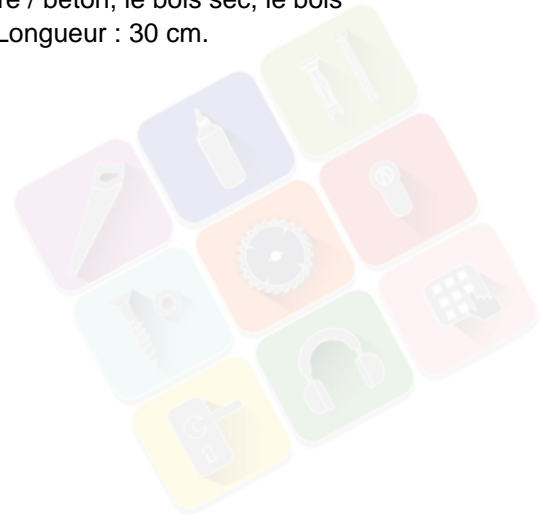 re / béton, le bois sec, le bois
Longueur : 30 cm.